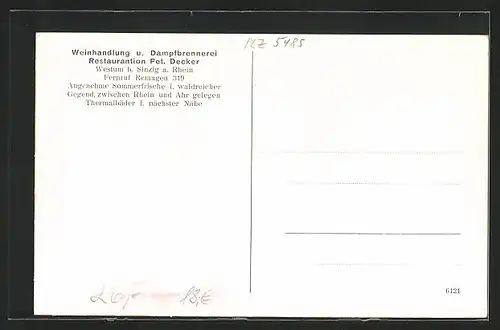 PLZ 5485
Weinhandlung u. Dampfbrennerei
Restaurantion Pet. Decker
Westum b. Sinzig a. Rhein
Fernruf Remagen 319
Angenehme Sommerfrische i. waldreicher
Gegend, zwischen Rhein und Ahr gelegen
Thermalbäder i. nächster Nähe
6121